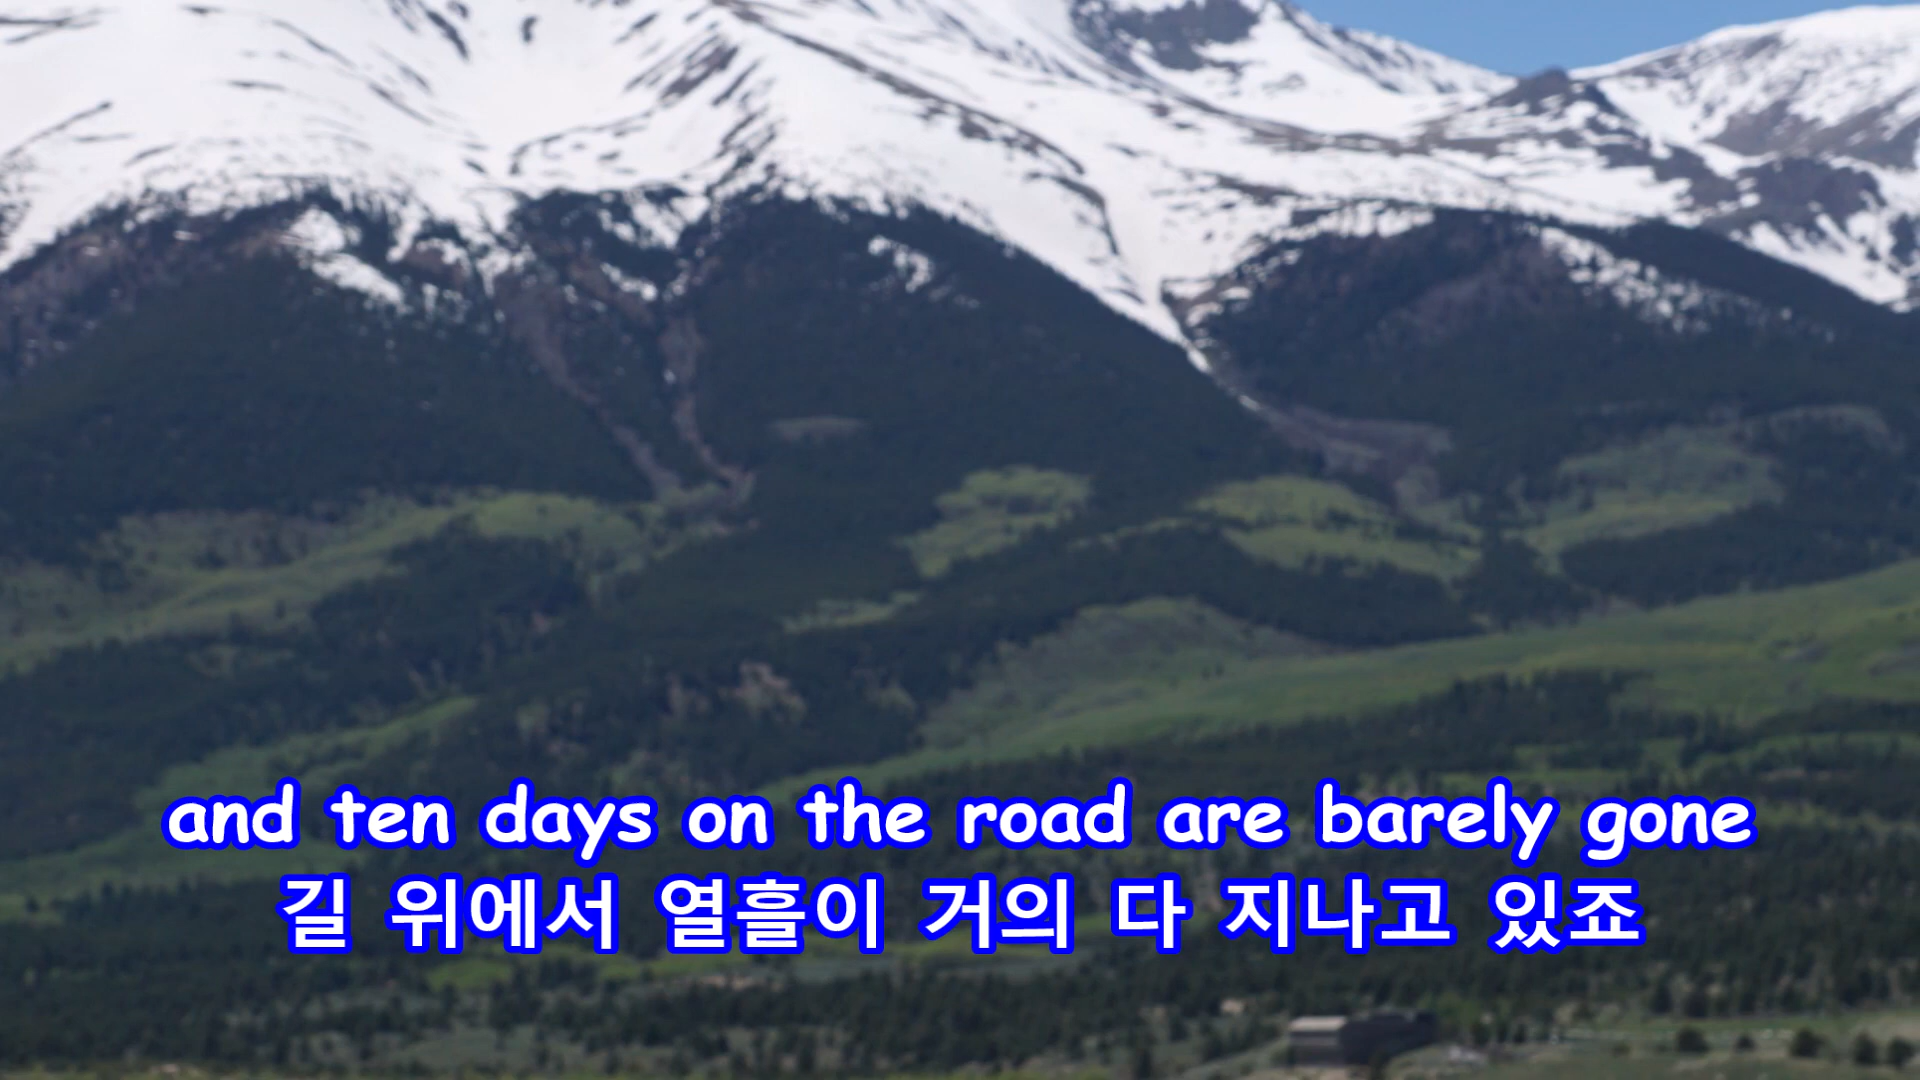 and ten days on the road are barely gone
길 위에서 열흘이 거의 다 지나고 있죠